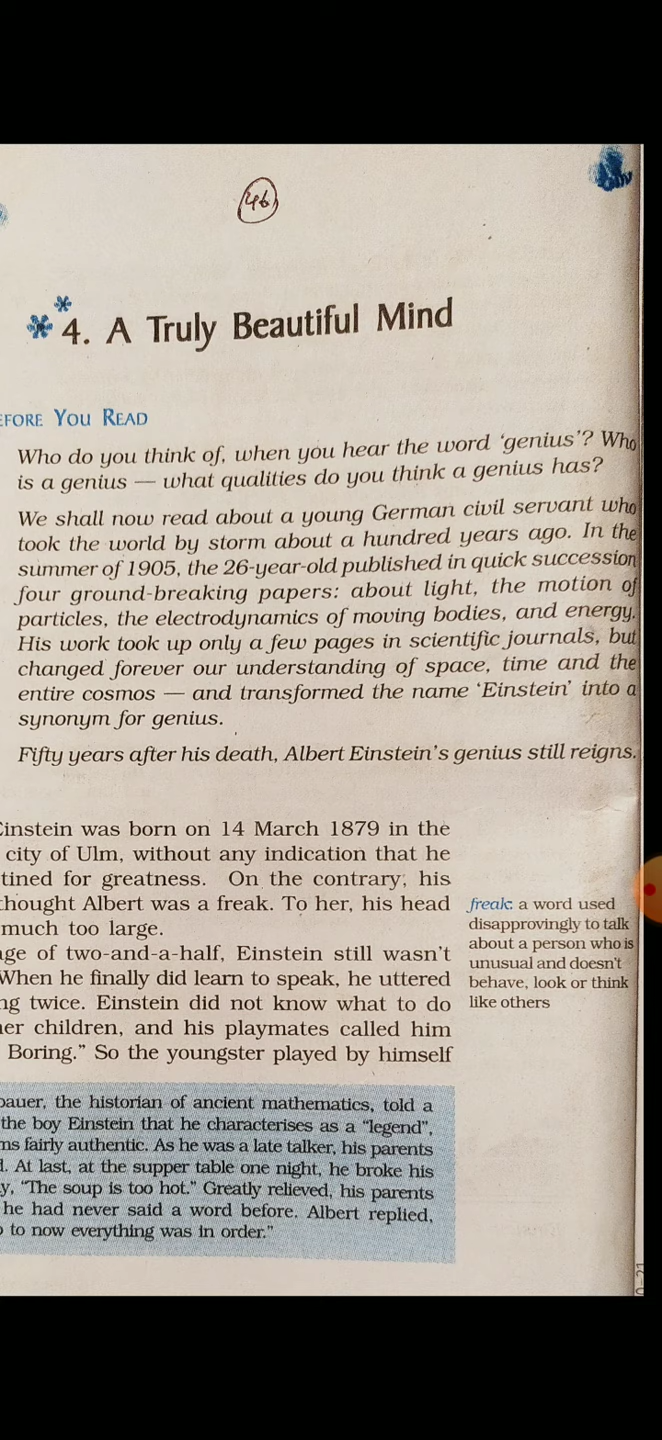 46
4. A Truly Beautiful Mind
EFORE YOU READ
Who do you think of, when you hear the word ‘genius’? Who
is a genius — what qualities do you think a genius has?
We shall now read about a young German civil servant who
took the world by storm about a hundred years ago. In the
summer of 1905, the 26-year-old published in quick succession
four ground-breaking papers: about light, the motion of
particles, the electrodynamics of moving bodies, and energy.
His work took up only a few pages in scientific journals, but
changed forever our understanding of space, time and the
entire cosmos — and transformed the name ‘Einstein’ into a
synonym for genius.
Fifty years after his death, Albert Einstein’s genius still reigns.
Einstein was born on 14 March 1879 in the
city of Ulm, without any indication that he
tined for greatness. On the contrary, his
thought Albert was a freak. To her, his head
much too large.
age of two-and-a-half, Einstein still wasn’t
When he finally did learn to speak, he uttered
ng twice. Einstein did not know what to do
her children, and his playmates called him
Boring.” So the youngster played by himself
freak: a word used
disapprovingly to talk
about a person who is
unusual and doesn’t
behave, look or think
like others
bauer, the historian of ancient mathematics, told a
the boy Einstein that he characterises as a “legend”,
ms fairly authentic. As he was a late talker, his parents
d. At last, at the supper table one night, he broke his
y, “The soup is too hot.” Greatly relieved, his parents
he had never said a word before. Albert replied,
to now everything was in order.”